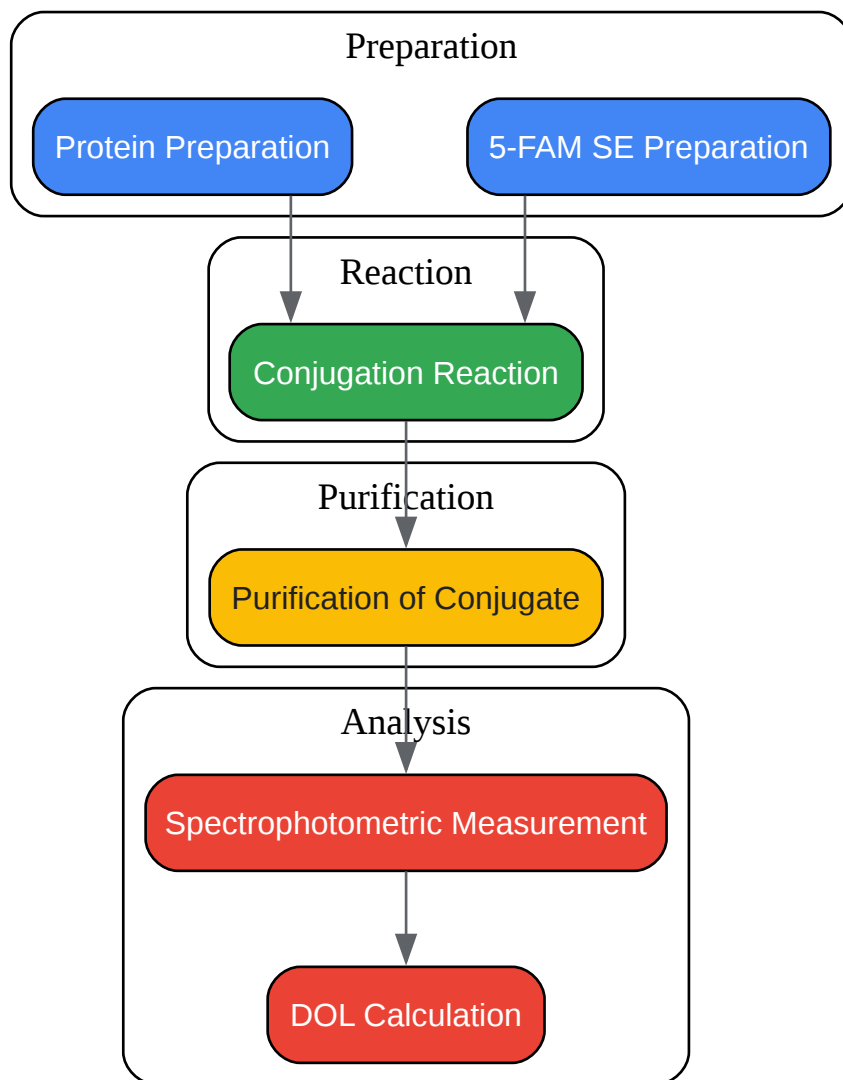 Preparation
Protein Preparation
5-FAM SE Preparation
Reaction
Conjugation Reaction
Purification
Purification of Conjugate
Analysis
Spectrophotometric Measurement
DOL Calculation